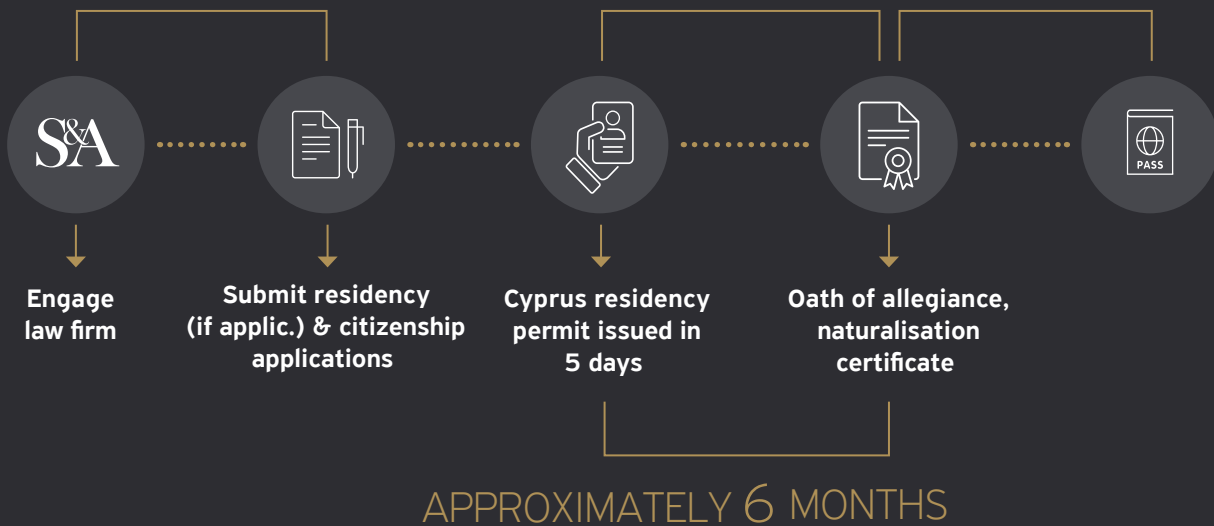 S&A
PASS
Engage
law firm
Submit residency
(if applic.) & citizenship
applications
Cyprus residency
permit issued in
5 days
Oath of allegiance,
naturalisation
certificate
APPROXIMATELY 6 MONTHS